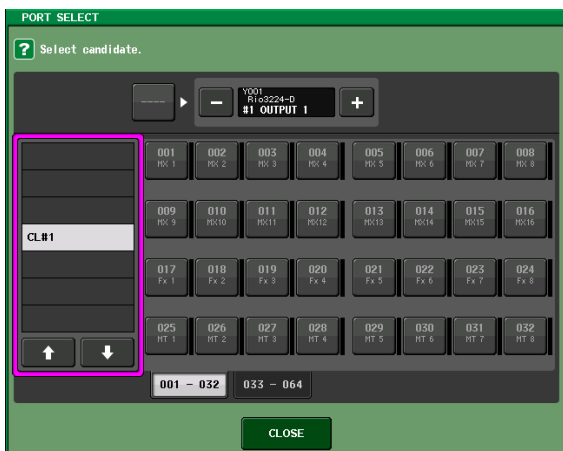 PORT SELECT
? Select candidate.
----
Y001
Rio3224-D
#1 OUTPUT 1
− +
001 002 003 004 005 006 007 008
MX 1 MX 2 MX 3 MX 4 MX 5 MX 6 MX 7 MX 8
009 010 011 012 013 014 015 016
MX 9 MX10 MX11 MX12 MX13 MX14 MX15 MX16
CL#1
017 018 019 020 021 022 023 024
Fx 1 Fx 2 Fx 3 Fx 4 Fx 5 Fx 6 Fx 7 Fx 8
025 026 027 028 029 030 031 032
MT 1 MT 2 MT 3 MT 4 MT 5 MT 6 MT 7 MT 8
001 - 032 033 - 064
CLOSE